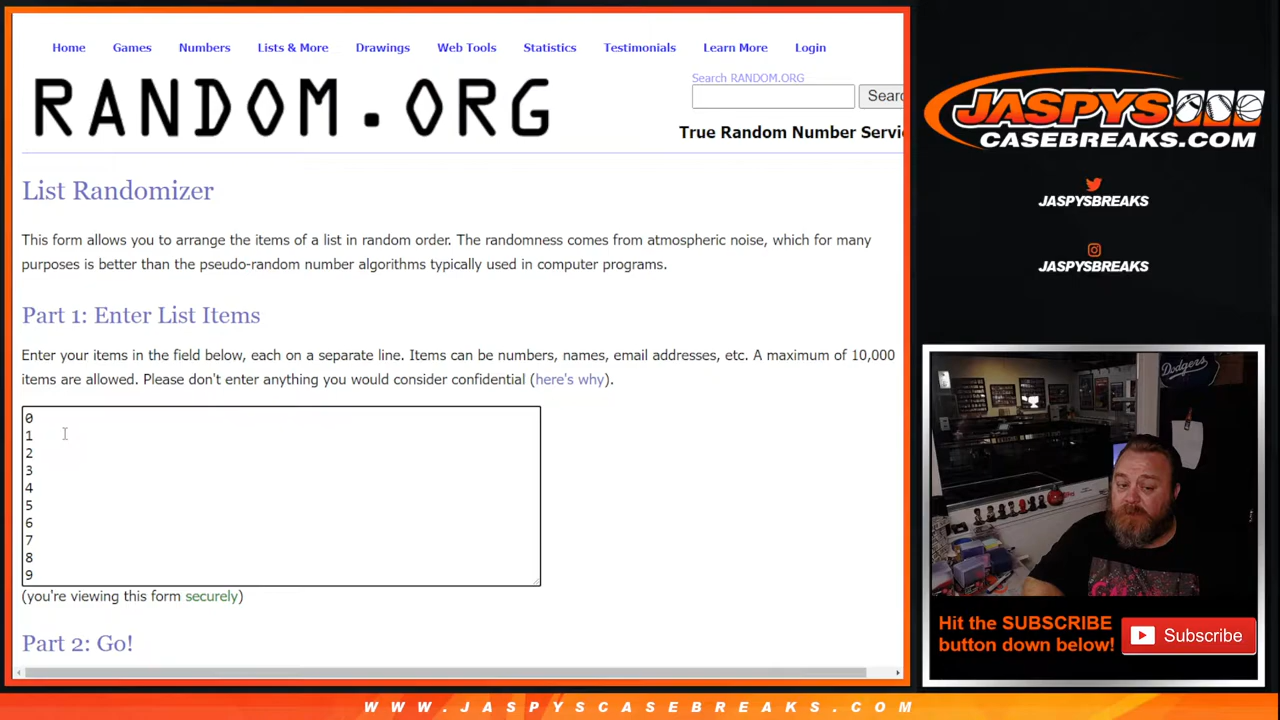 Home Games Numbers Lists & More Drawings Web Tools Statistics Testimonials Learn More Login
RANDOM.ORG
Search RANDOM.ORG
Searc
True Random Number Servi
List Randomizer
This form allows you to arrange the items of a list in random order. The randomness comes from atmospheric noise, which for many
purposes is better than the pseudo-random number algorithms typically used in computer programs.
Part 1: Enter List Items
Enter your items in the field below, each on a separate line. Items can be numbers, names, email addresses, etc. A maximum of 10,000
items are allowed. Please don't enter anything you would consider confidential (here's why).
0
1
2
3
4
5
6
7
8
9
(you're viewing this form securely)
Part 2: Go!
JASPYS
CASEBREAKS.COM
JASPYSBREAKS
JASPYSBREAKS
Dodgers
Hit the SUBSCRIBE
button down below!
Subscribe
WWW.JASPYSCASEBREAKS.COM